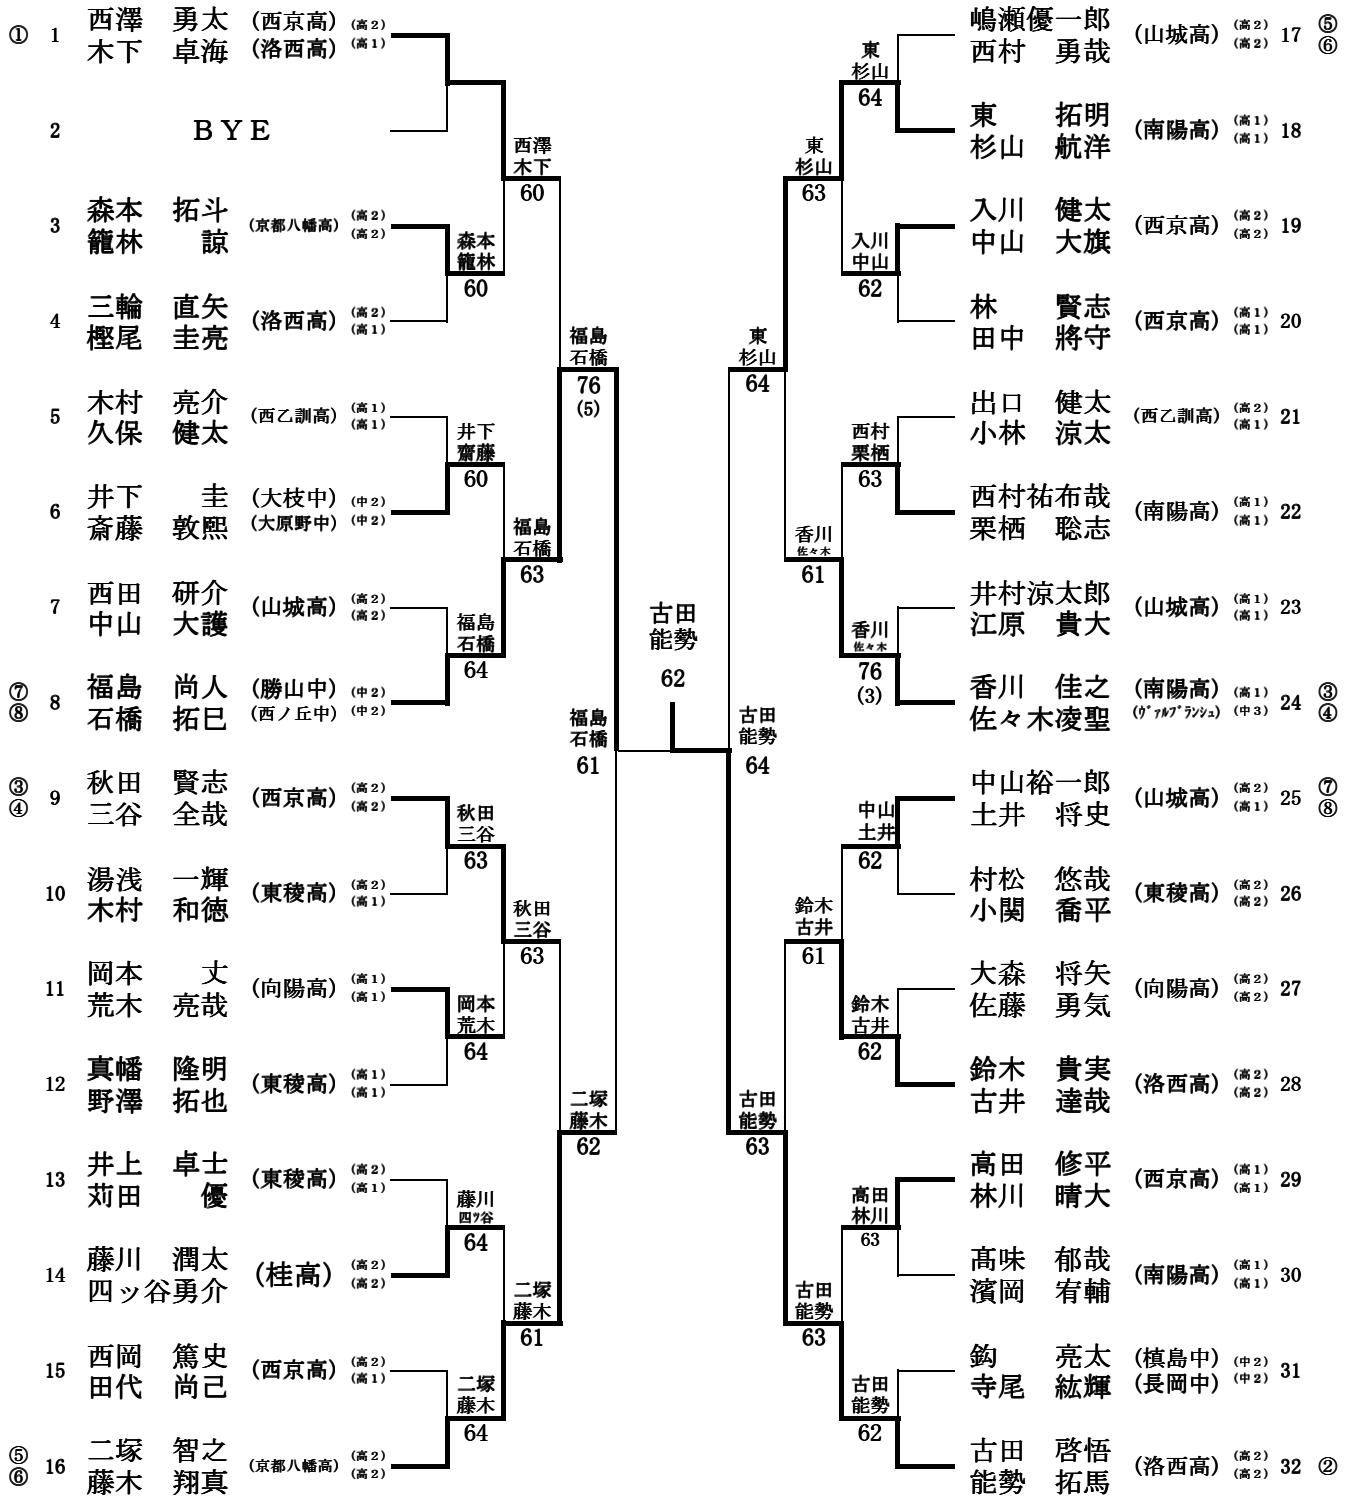 ① 1 西澤 勇太 (西京高) (高2)
木下 卓海 (洛西高) (高1)
2 BYE
3 森本 拓斗 (京都八幡高) (高2)
籠林 諒 (高2)
4 三輪 直矢 (洛西高) (高2)
樫尾 圭亮 (高1)
5 木村 亮介 (西乙訓高) (高1)
久保 健太 (高1)
6 井下 圭 (大枝中) (中2)
斎藤 敦熙 (大原野中) (中2)
7 西田 研介 (山城高) (高2)
中山 大護 (高2)
⑦ 8 福島 尚人 (勝山中) (中2)
⑧ 石橋 拓巳 (西ノ丘中) (中2)
③ 9 秋田 賢志 (西京高) (高2)
④ 三谷 全哉 (高2)
10 湯浅 一輝 (東稜高) (高2)
木村 和徳 (高1)
11 岡本 丈 (向陽高) (高1)
荒木 亮哉 (高1)
12 真幡 隆明 (東稜高) (高1)
野澤 拓也 (高1)
13 井上 卓士 (東稜高) (高2)
苅田 優 (高1)
14 藤川 潤太 (桂高) (高2)
四ッ谷勇介 (高2)
15 西岡 篤史 (西京高) (高2)
田代 尚己 (高1)
⑤ 16 二塚 智之 (京都八幡高) (高2)
⑥ 藤木 翔真 (高2)
森本
籠林
60
井下
齋藤
60
福島
石橋
64
秋田
三谷
63
岡本
荒木
64
藤川
四ツ谷
64
二塚
藤木
64
西澤
木下
60
福島
石橋
63
秋田
三谷
63
二塚
藤木
61
福島
石橋
76
(5)
二塚
藤木
62
福島
石橋
61
古田
能勢
62
古田
能勢
64
東
杉山
64
古田
能勢
63
東
杉山
63
香川
佐々木
61
鈴木
古井
61
古田
能勢
63
東
杉山
64
入川
中山
62
西村
栗栖
63
香川
佐々木
76
(3)
中山
土井
62
鈴木
古井
62
高田
林川
63
古田
能勢
62
嶋瀬優一郎 (山城高) (高2) 17 ⑤
西村 勇哉 (高2) ⑥
東 拓明 (南陽高) (高1) 18
杉山 航洋 (高1)
入川 健太 (西京高) (高2) 19
中山 大旗 (高2)
林 賢志 (西京高) (高1) 20
田中 將守 (高1)
出口 健太 (西乙訓高) (高2) 21
小林 涼太 (高1)
西村祐布哉 (南陽高) (高1) 22
栗栖 聡志 (高1)
井村涼太郎 (山城高) (高1) 23
江原 貴大 (高1)
香川 佳之 (南陽高) (高1) 24 ③
佐々木凌聖 (ヴァルブランシュ) (中3) ④
中山裕一郎 (山城高) (高2) 25 ⑦
土井 将史 (高1) ⑧
村松 悠哉 (東稜高) (高2) 26
小関 喬平 (高2)
大森 将矢 (向陽高) (高2) 27
佐藤 勇気 (高2)
鈴木 貴実 (洛西高) (高2) 28
古井 達哉 (高2)
高田 修平 (西京高) (高1) 29
林川 晴大 (高1)
髙味 郁哉 (南陽高) (高1) 30
濱岡 宥輔 (高1)
鈎 亮太 (槙島中) (中2) 31
寺尾 紘輝 (長岡中) (中2)
古田 啓悟 (洛西高) (高2) 32 ②
能勢 拓馬 (高2)